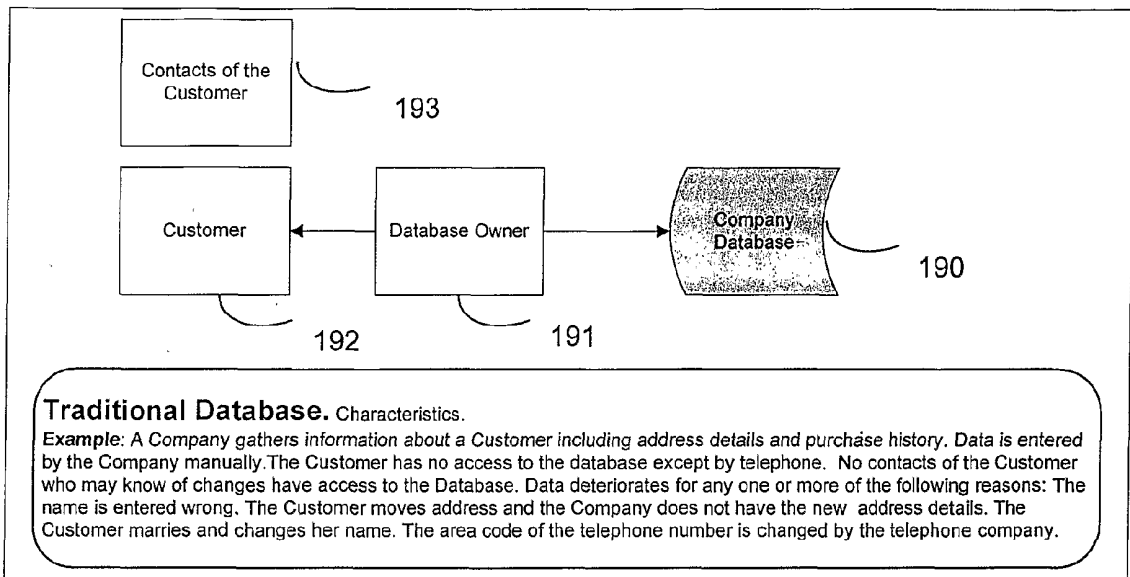 Contacts of the
Customer
193
Customer
Database Owner
Company
Database
190
192
191
Traditional Database. Characteristics.
Example: A Company gathers information about a Customer including address details and purchase history. Data is entered
by the Company manually.The Customer has no access to the database except by telephone. No contacts of the Customer
who may know of changes have access to the Database. Data deteriorates for any one or more of the following reasons: The
name is entered wrong. The Customer moves address and the Company does not have the new address details. The
Customer marries and changes her name. The area code of the telephone number is changed by the telephone company.